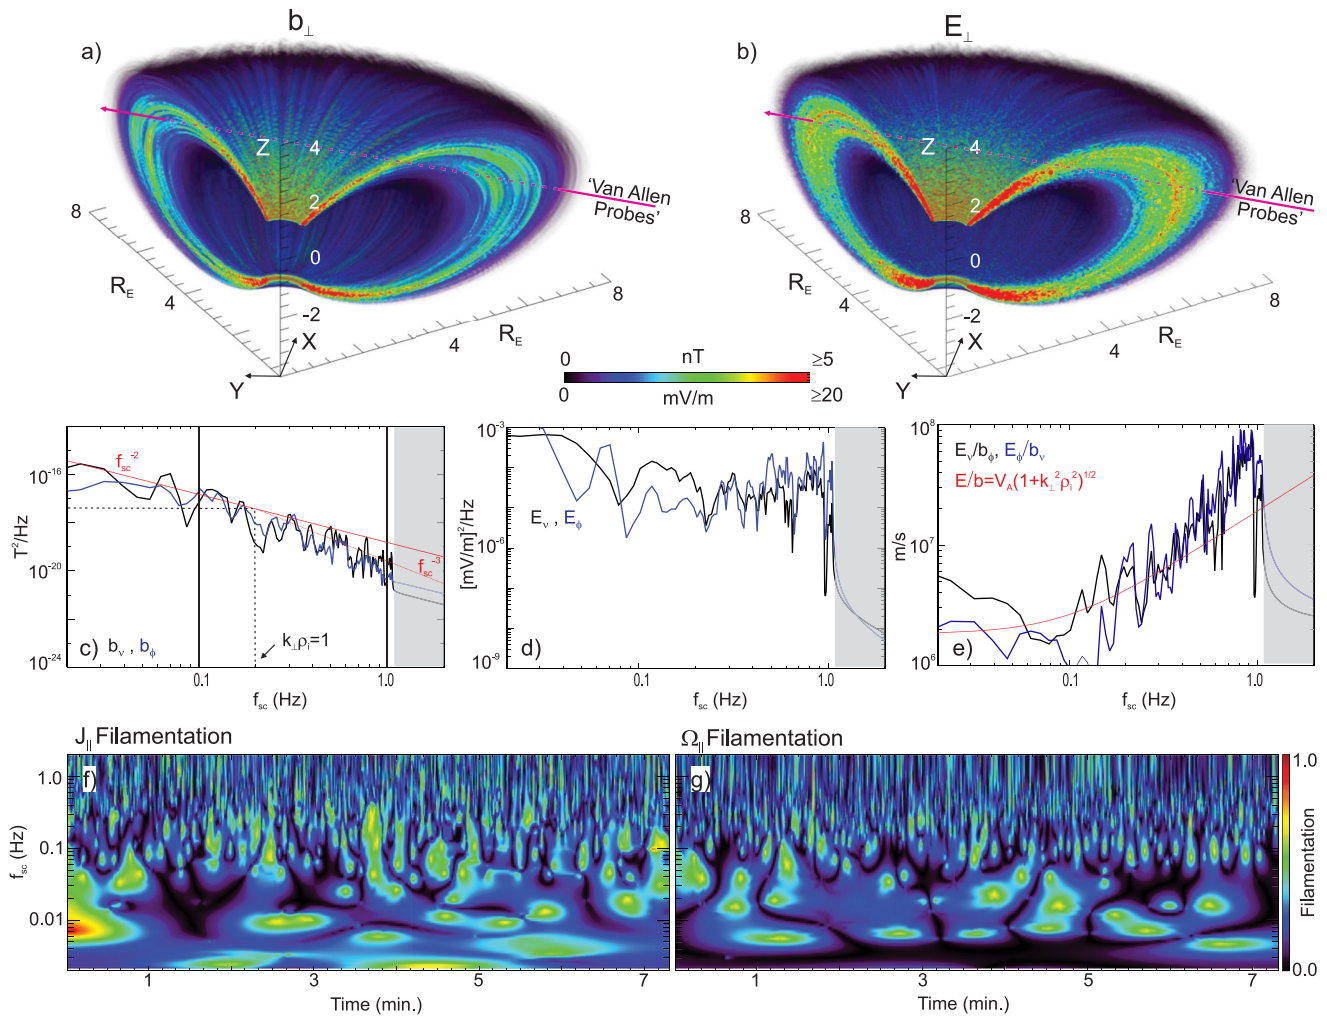 b⊥
E⊥
a)
b)
Z
4
2
0
-2
'Van Allen
Probes'
8
R_E
4
X
Y
4
R_E
8
Z
4
2
0
-2
'Van Allen
Probes'
8
R_E
4
X
Y
4
R_E
8
0 nT ≥5
0 mV/m ≥20
10^-16
10^-20
10^-24
T²/Hz
f_sc^-2
f_sc^-3
k⊥ρ_i=1
c) b_ν , b_ϕ
0.1 1.0
f_sc (Hz)
10^-3
10^-6
10^-9
[mV/m]²/Hz
E_ν , E_ϕ
d)
0.1 1.0
f_sc (Hz)
10^8
10^7
10^6
m/s
E_ν/b_ϕ, E_ϕ/b_ν
E/b=V_A(1+k⊥²ρ_i²)^1/2
e)
0.1 1.0
f_sc (Hz)
J_|| Filamentation
f)
1.0
0.10
0.01
f_sc (Hz)
1 3 5 7
Time (min.)
Ω_|| Filamentation
g)
1 3 5 7
Time (min.)
1.0
0.0
Filamentation